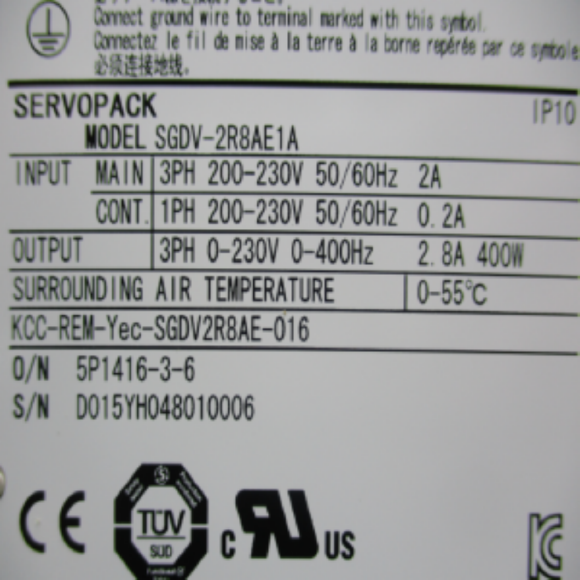 Connect ground wire to terminal marked with this symbol.
Connectez le fil de mise à la terre à la borne repérée par ce symbole
必须连接地线。
SERVOPACK IP10
MODEL SGDV-2R8AE1A
INPUT MAIN 3PH 200-230V 50/60Hz 2A
CONT. 1PH 200-230V 50/60Hz 0.2A
OUTPUT 3PH 0-230V 0-400Hz 2.8A 400W
SURROUNDING AIR TEMPERATURE 0-55℃
KCC-REM-Yec-SGDV2R8AE-016
O/N 5P1416-3-6
S/N D015YH048010006
CE TÜV SÜD C RU US KC